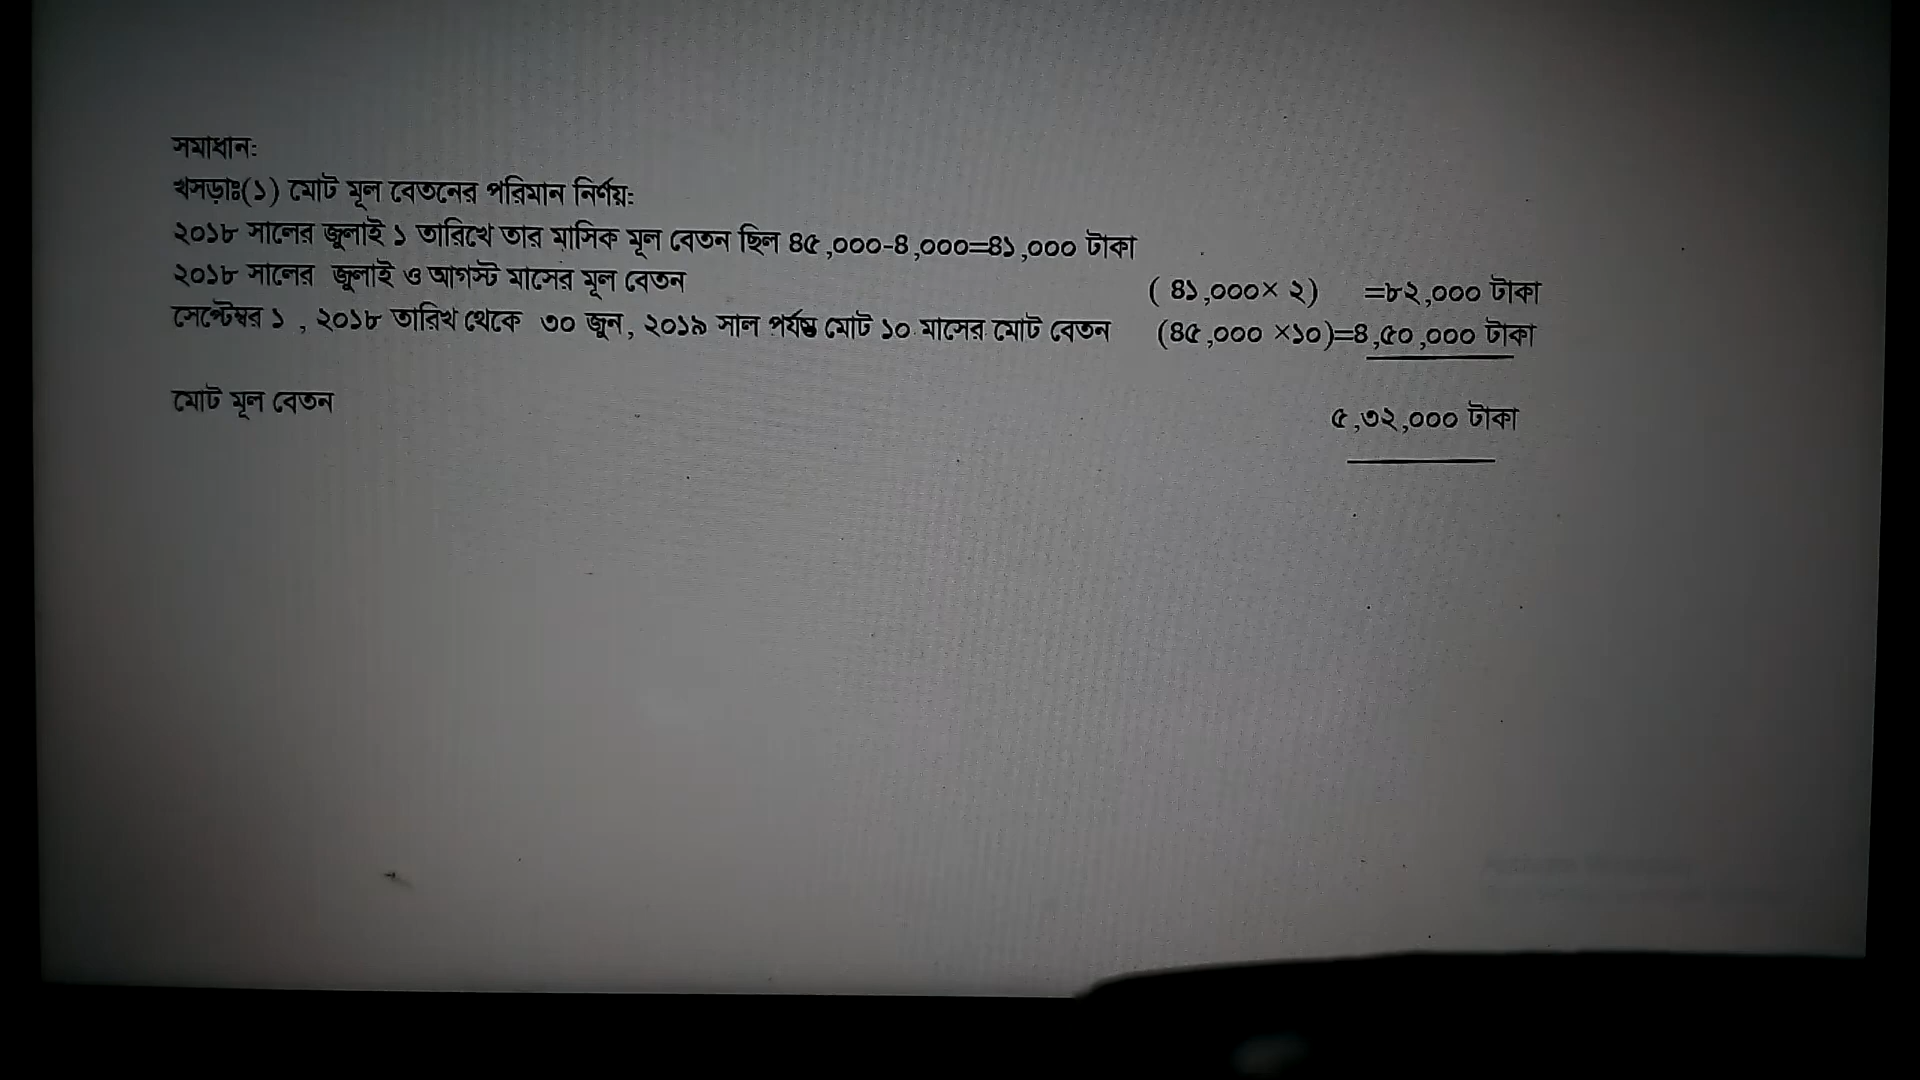 সমাধান:
খসড়াঃ(১) মোট মূল বেতনের পরিমান নির্ণয়:
২০১৮ সালের জুলাই ১ তারিখে তার মাসিক মূল বেতন ছিল ৪৫,০০০-৪,০০০=৪১,০০০ টাকা
২০১৮ সালের জুলাই ও আগস্ট মাসের মূল বেতন ( ৪১,০০০× ২) =৮২,০০০ টাকা
সেপ্টেম্বর ১ , ২০১৮ তারিখ থেকে ৩০ জুন, ২০১৯ সাল পর্যন্ত মোট ১০ মাসের মোট বেতন (৪৫,০০০ ×১০)=৪,৫০,০০০ টাকা
মোট মূল বেতন ৫,৩২,০০০ টাকা